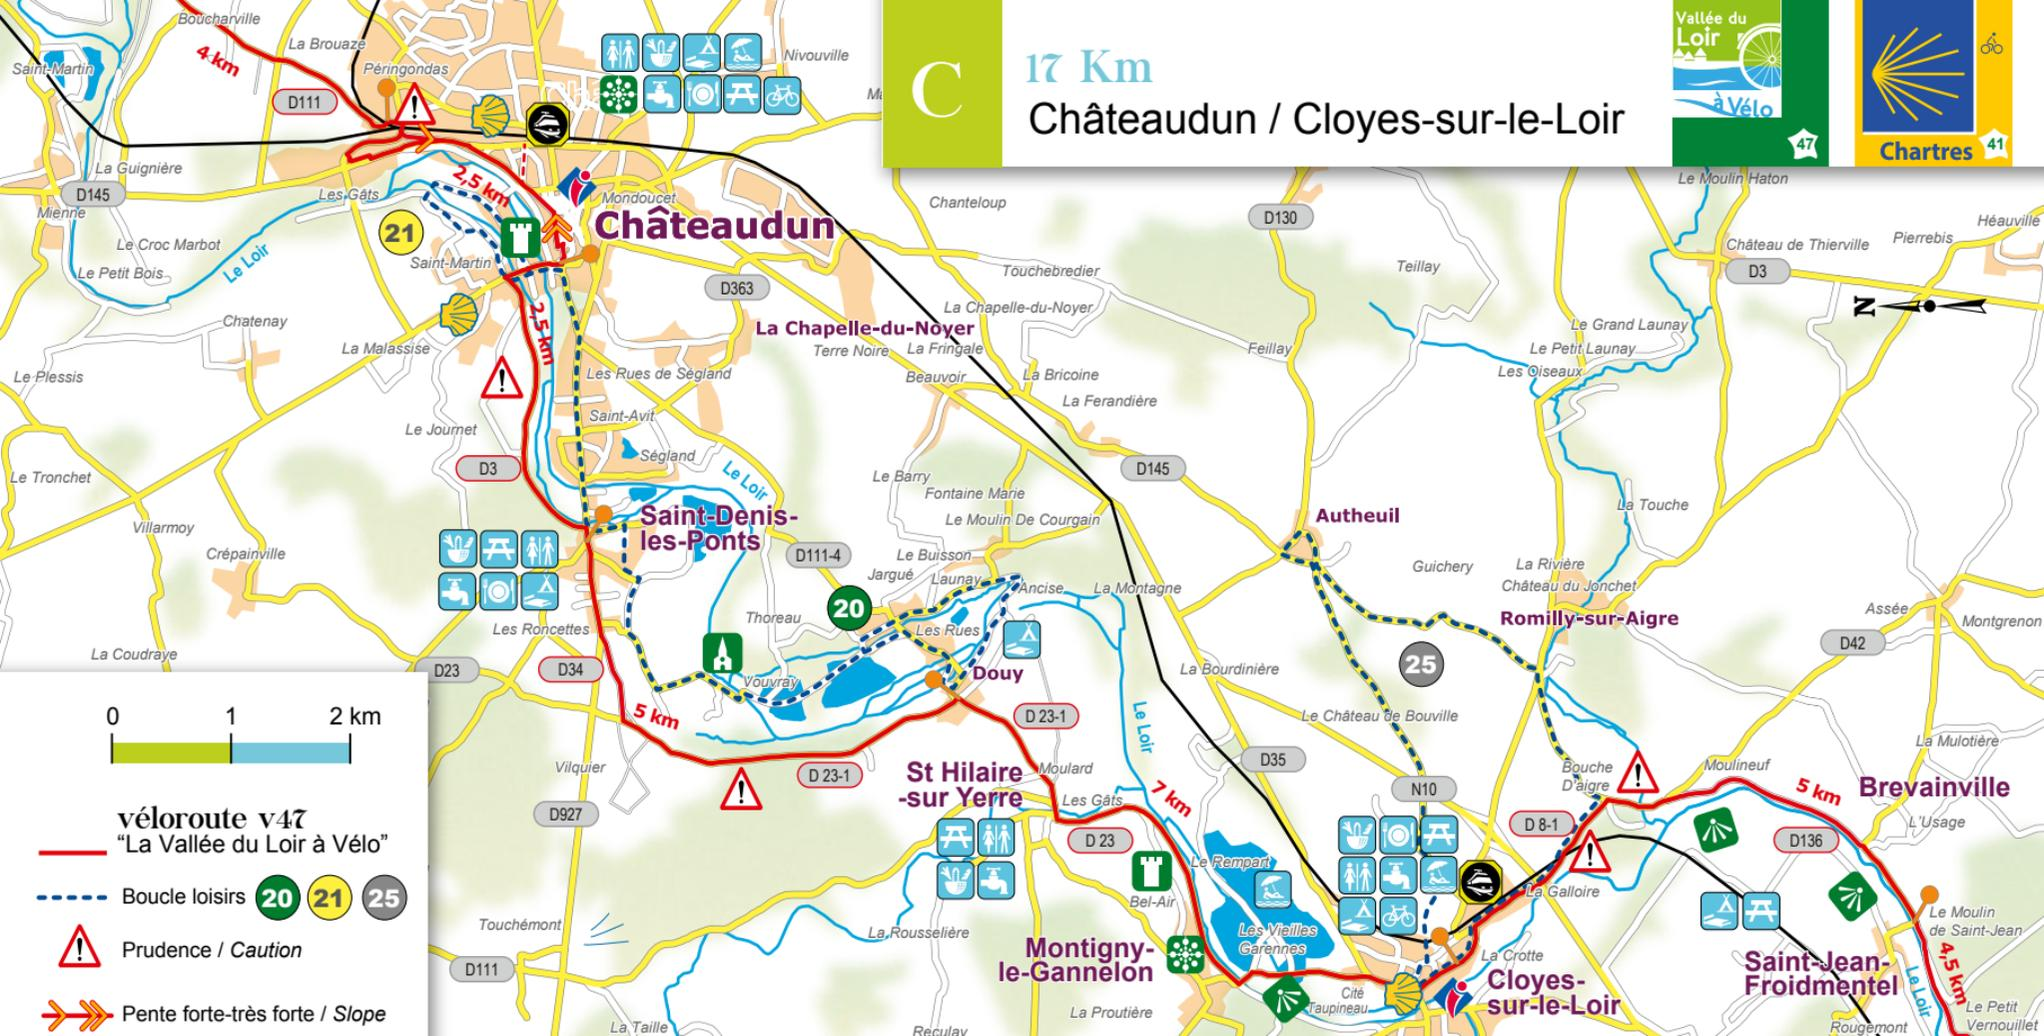 C
17 Km
Châteaudun / Cloyes-sur-le-Loir
Vallée du
Loir
à Vélo
47
Chartres
41
Boucharville
4 km
La Brouaze
Saint-Martin
Péringondas
Nivouville
D111
La Guignière
D145
Mienne
Les Gâts
2,5 km
Mondoucet
Châteaudun
21
Le Croc Marbot
Le Petit Bois
Le Loir
Saint-Martin
D363
Chanteloup
D130
Le Moulin Haton
Héauville
Pierrebis
Château de Thierville
D3
N
Teillay
Touchebredier
La Chapelle-du-Noyer
La Chapelle-du-Noyer
Terre Noire
La Fringale
Chatenay
La Malassise
2,5 km
Le Plessis
Les Rues de Ségland
Beauvoir
La Bricoine
La Ferandière
Feillay
Le Grand Launay
Le Petit Launay
Les Oiseaux
Saint-Avit
Le Journet
D3
Ségland
Le Loir
Le Barry
D145
Fontaine Marie
Le Moulin De Courgain
Le Tronchet
Villarmoy
Crépainville
Saint-Denis-
les-Ponts
D111-4
Le Buisson
Jargué
Launay
Ancise
La Montagne
Autheuil
La Touche
La Rivière
Château du Jonchet
Guichery
Romilly-sur-Aigre
Assée
Montgrenon
D42
20
Thoreau
Les Roncettes
Les Rues
Douy
La Coudraye
D23
D34
Vouvray
5 km
D 23-1
La Bourdinière
25
Le Château de Bouville
Le Loir
D35
D 23-1
Vilquier
D927
St Hilaire
-sur Yerre
Moulard
Les Gâts
7 km
D 23
N10
Bouche
D'aigre
D 8-1
Moulineuf
5 km
La Mulotière
Brevainville
L'Usage
D136
Le Rempart
Bel-Air
La Galloire
Touchémont
La Rousselière
D111
Montigny-
le-Gannelon
Les Vieilles
Garennes
La Crotte
Cloyes-
sur-le-Loir
Cité
Taupineau
Saint-Jean-
Froidmentel
Le Moulin
de Saint-Jean
4,5 km
Le Loir
Le Petit
Vernouillet
Rougemont
La Proutière
La Taille
Reculay
0 1 2 km
véloroute v47
“La Vallée du Loir à Vélo”
Boucle loisirs 20 21 25
Prudence / Caution
Pente forte-très forte / Slope